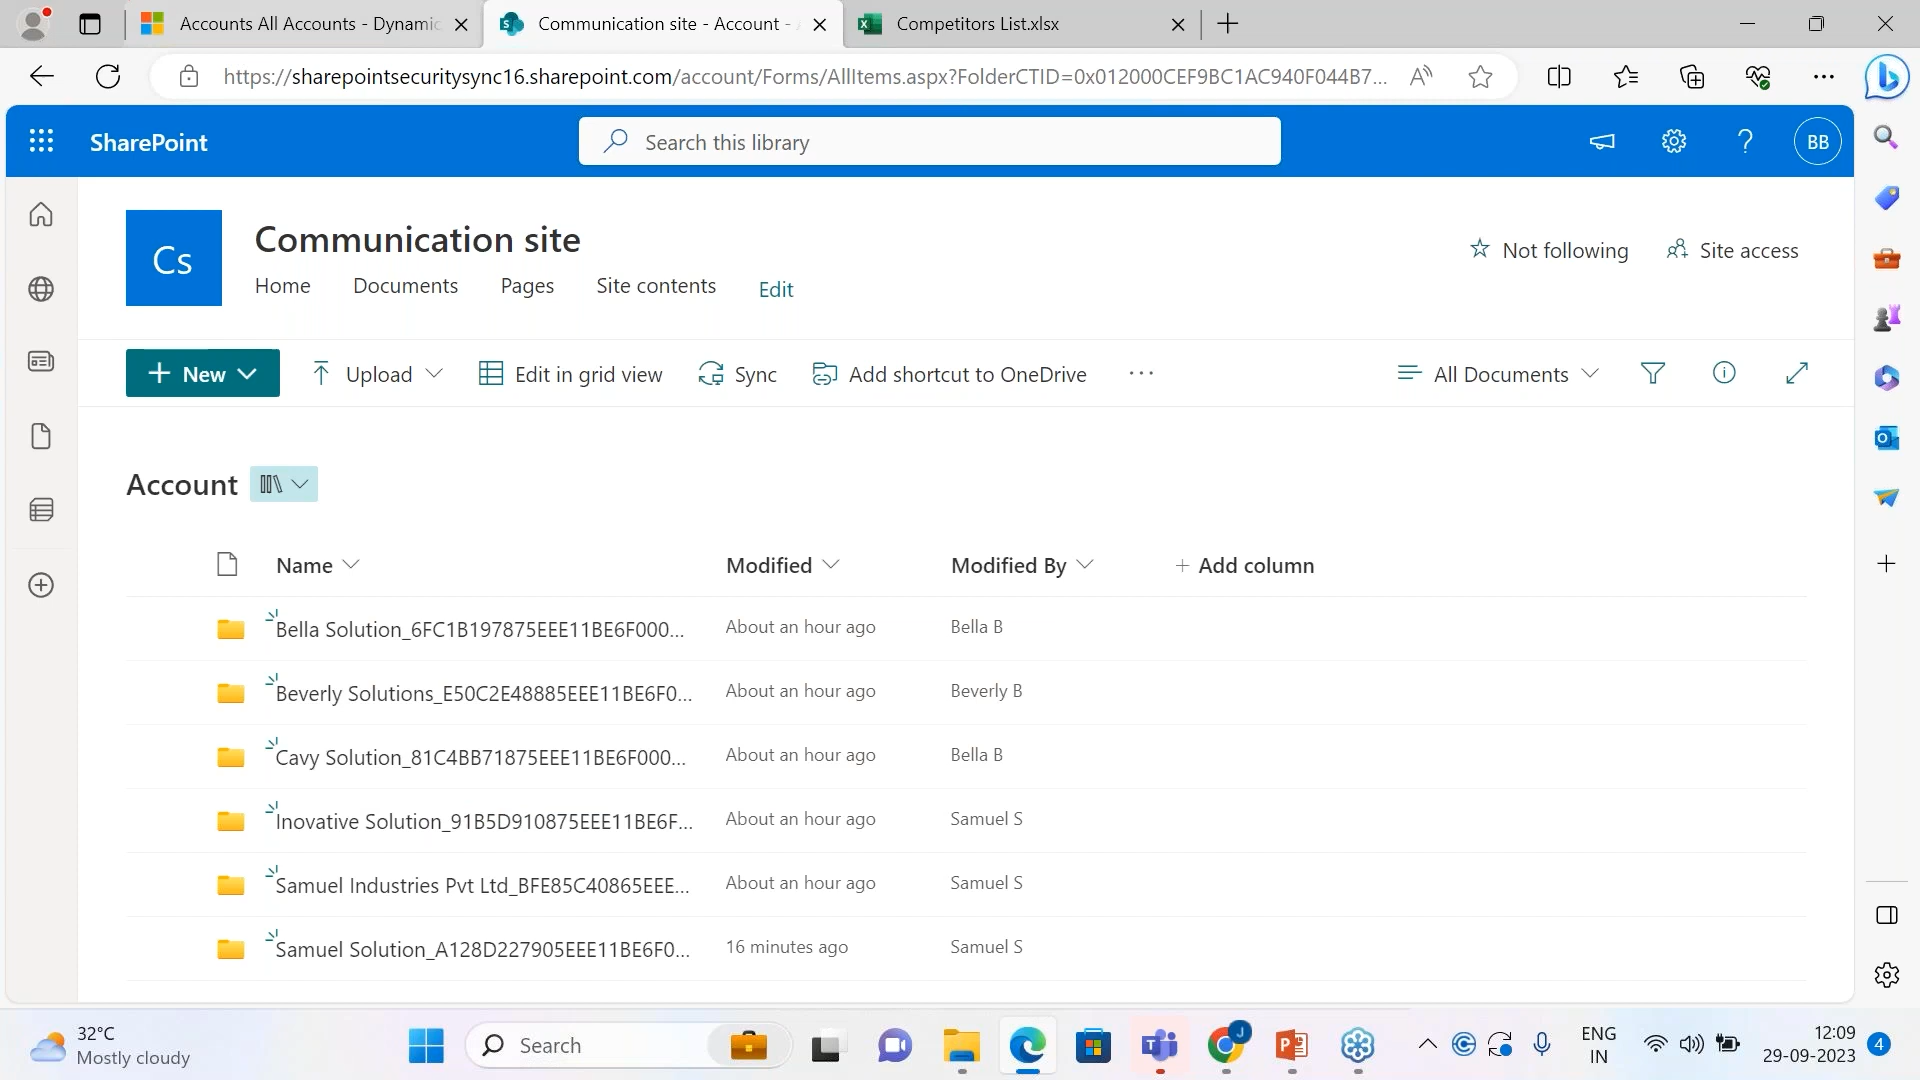 Accounts All Accounts - Dynamic
Communication site - Account -
Competitors List.xlsx
https://sharepointsecuritysync16.sharepoint.com/account/Forms/AllItems.aspx?FolderCTID=0x012000CEF9BC1AC940F044B7...
SharePoint
Search this library
BB
Cs
Communication site
Home
Documents
Pages
Site contents
Edit
Not following
Site access
New
Upload
Edit in grid view
Sync
Add shortcut to OneDrive
All Documents
Account
Name
Modified
Modified By
Add column
Bella Solution_6FC1B197875EEE11BE6F000...
About an hour ago
Bella B
Beverly Solutions_E50C2E48885EEE11BE6F0...
About an hour ago
Beverly B
Cavy Solution_81C4BB71875EEE11BE6F000...
About an hour ago
Bella B
Inovative Solution_91B5D910875EEE11BE6F...
About an hour ago
Samuel S
Samuel Industries Pvt Ltd_BFE85C40865EEE...
About an hour ago
Samuel S
Samuel Solution_A128D227905EEE11BE6F0...
16 minutes ago
Samuel S
32°C
Mostly cloudy
Search
J
ENG
IN
12:09
29-09-2023
4